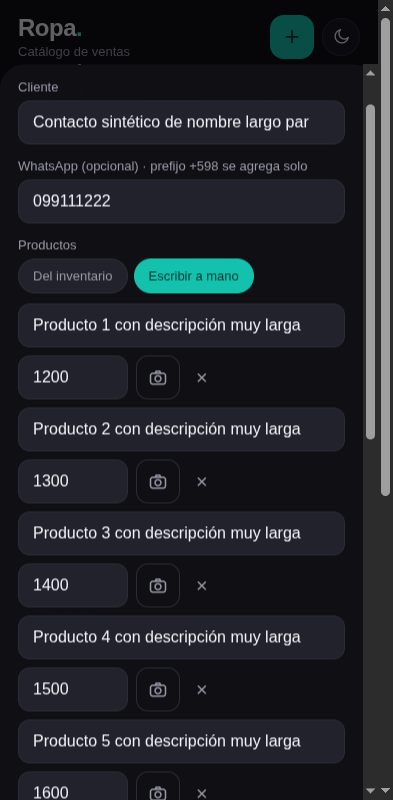 Ropa.
Catálogo de ventas
Cliente
Contacto sintético de nombre largo par
WhatsApp (opcional) · prefijo +598 se agrega solo
099111222
Productos
Del inventario
Escribir a mano
Producto 1 con descripción muy larga
1200
Producto 2 con descripción muy larga
1300
Producto 3 con descripción muy larga
1400
Producto 4 con descripción muy larga
1500
Producto 5 con descripción muy larga
1600